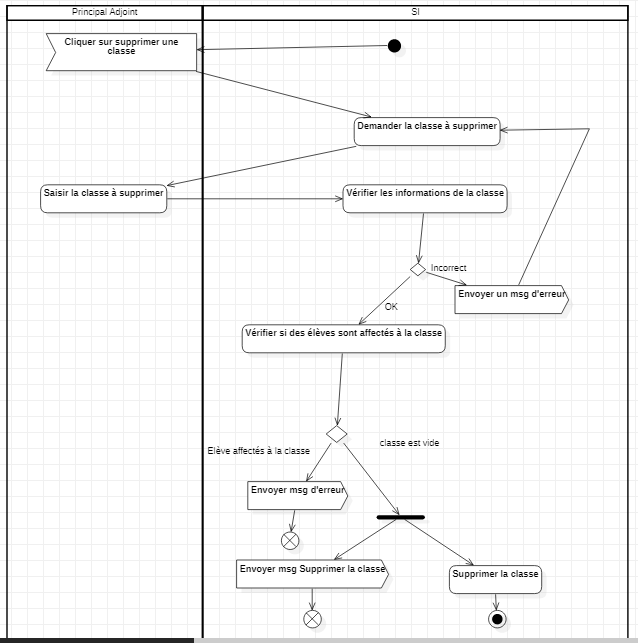 Principal Adjoint
SI
Cliquer sur supprimer une
classe
Demander la classe à supprimer
Saisir la classe à supprimer
Vérifier les informations de la classe
Incorrect
Envoyer un msg d'erreur
OK
Vérifier si des élèves sont affectés à la classe
Elève affectés à la classe
classe est vide
Envoyer msg d'erreur
Envoyer msg Supprimer la classe
Supprimer la classe